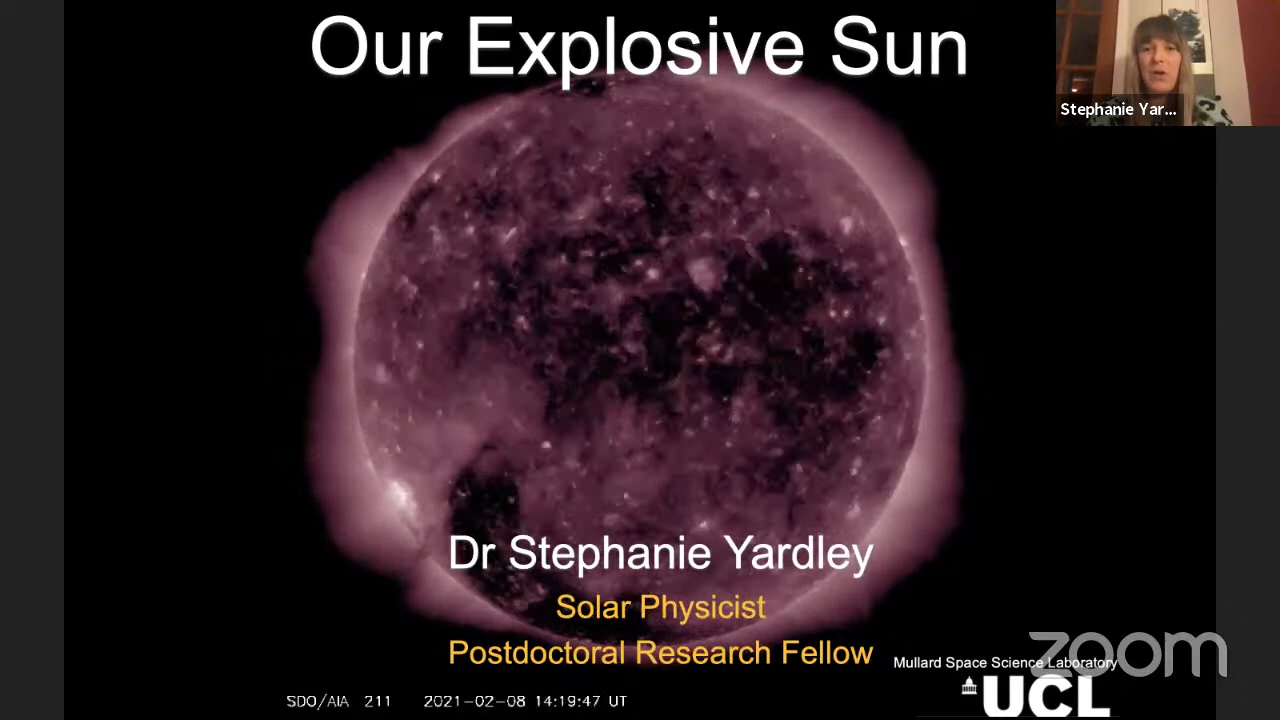 Our Explosive Sun
Stephanie Yar...
Dr Stephanie Yardley
Solar Physicist
Postdoctoral Research Fellow
Mullard Space Science Laboratory
zoom
UCL
SDO/AIA 211 2021-02-08 14:19:47 UT